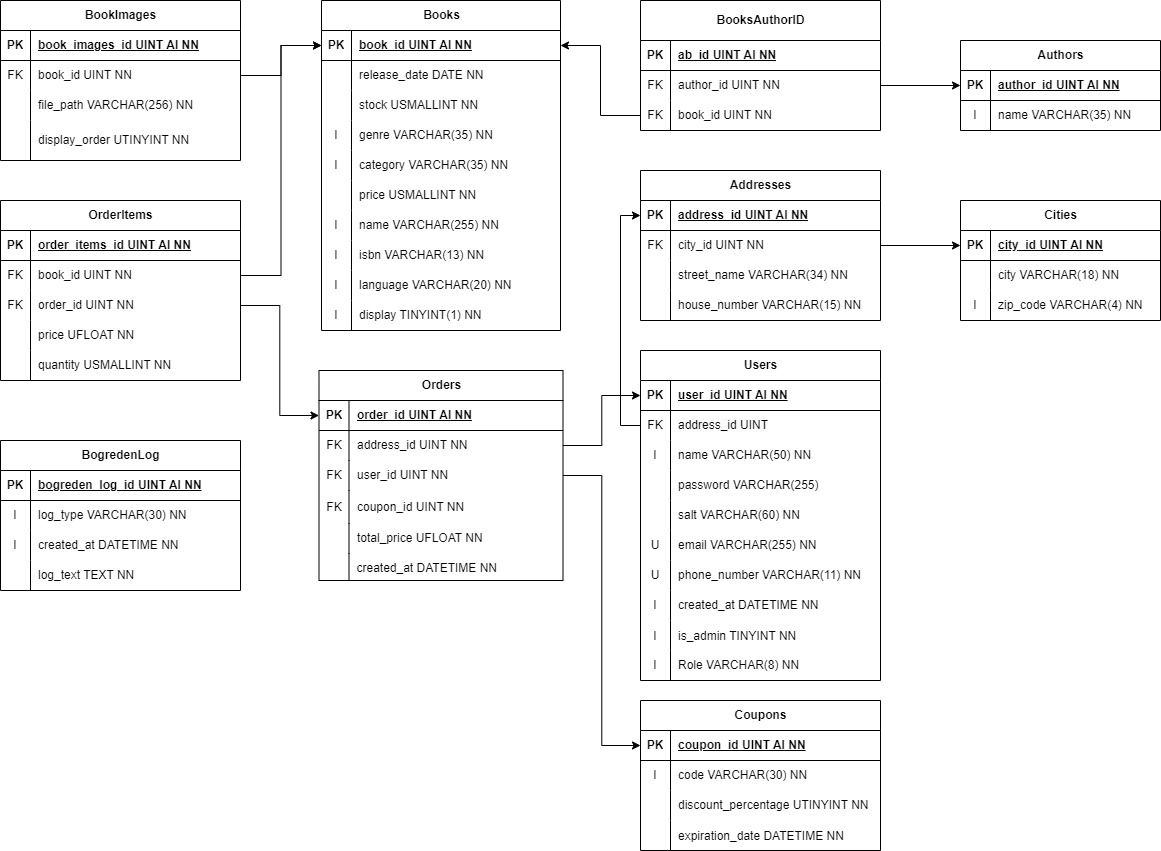 BookImages
PK book_images_id UINT AI NN
FK book_id UINT NN
file_path VARCHAR(256) NN
display_order UTINYINT NN
Books
PK book_id UINT AI NN
release_date DATE NN
stock USMALLINT NN
I genre VARCHAR(35) NN
I category VARCHAR(35) NN
price USMALLINT NN
I name VARCHAR(255) NN
I isbn VARCHAR(13) NN
I language VARCHAR(20) NN
I display TINYINT(1) NN
BooksAuthorID
PK ab_id UINT AI NN
FK author_id UINT NN
FK book_id UINT NN
Authors
PK author_id UINT AI NN
I name VARCHAR(35) NN
OrderItems
PK order_items_id UINT AI NN
FK book_id UINT NN
FK order_id UINT NN
price UFLOAT NN
quantity USMALLINT NN
Addresses
PK address_id UINT AI NN
FK city_id UINT NN
street_name VARCHAR(34) NN
house_number VARCHAR(15) NN
Cities
PK city_id UINT AI NN
city VARCHAR(18) NN
I zip_code VARCHAR(4) NN
Orders
PK order_id UINT AI NN
FK address_id UINT NN
FK user_id UINT NN
FK coupon_id UINT NN
total_price UFLOAT NN
created_at DATETIME NN
Users
PK user_id UINT AI NN
FK address_id UINT
I name VARCHAR(50) NN
password VARCHAR(255)
salt VARCHAR(60) NN
U email VARCHAR(255) NN
U phone_number VARCHAR(11) NN
I created_at DATETIME NN
I is_admin TINYINT NN
I Role VARCHAR(8) NN
BogredenLog
PK bogreden_log_id UINT AI NN
I log_type VARCHAR(30) NN
I created_at DATETIME NN
log_text TEXT NN
Coupons
PK coupon_id UINT AI NN
I code VARCHAR(30) NN
discount_percentage UTINYINT NN
expiration_date DATETIME NN